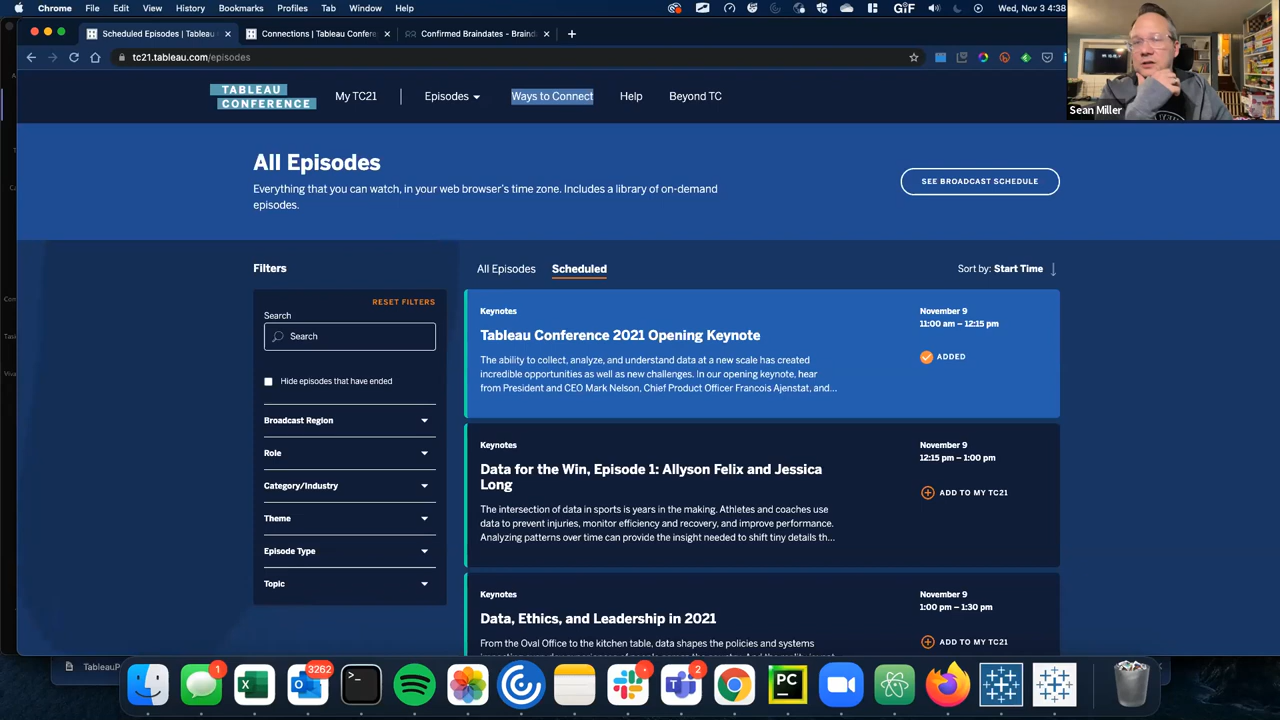 Chrome File Edit View History Bookmarks Profiles Tab Window Help GIF Wed, Nov 3 4:38
Scheduled Episodes | Tableau
Connections | Tableau Confere
Confirmed Braindates - Braind
tc21.tableau.com/episodes
TABLEAU
CONFERENCE
My TC21
Episodes
Ways to Connect
Help
Beyond TC
Sean Miller
All Episodes
Everything that you can watch, in your web browser's time zone. Includes a library of on-demand
episodes.
SEE BROADCAST SCHEDULE
Filters
RESET FILTERS
Search
Search
Hide episodes that have ended
Broadcast Region
Role
Category/Industry
Theme
Episode Type
Topic
All Episodes
Scheduled
Sort by: Start Time
Keynotes
Tableau Conference 2021 Opening Keynote
The ability to collect, analyze, and understand data at a new scale has created
incredible opportunities as well as new challenges. In our opening keynote, hear
from President and CEO Mark Nelson, Chief Product Officer Francois Ajenstat, and...
November 9
11:00 am – 12:15 pm
ADDED
Keynotes
Data for the Win, Episode 1: Allyson Felix and Jessica
Long
The intersection of data in sports is years in the making. Athletes and coaches use
data to prevent injuries, monitor efficiency and recovery, and improve performance.
Analyzing patterns over time can provide the insight needed to shift tiny details th...
November 9
12:15 pm – 1:00 pm
ADD TO MY TC21
Keynotes
Data, Ethics, and Leadership in 2021
From the Oval Office to the kitchen table, data shapes the policies and systems
November 9
1:00 pm – 1:30 pm
ADD TO MY TC21
TableauP
1
3262
2
PC